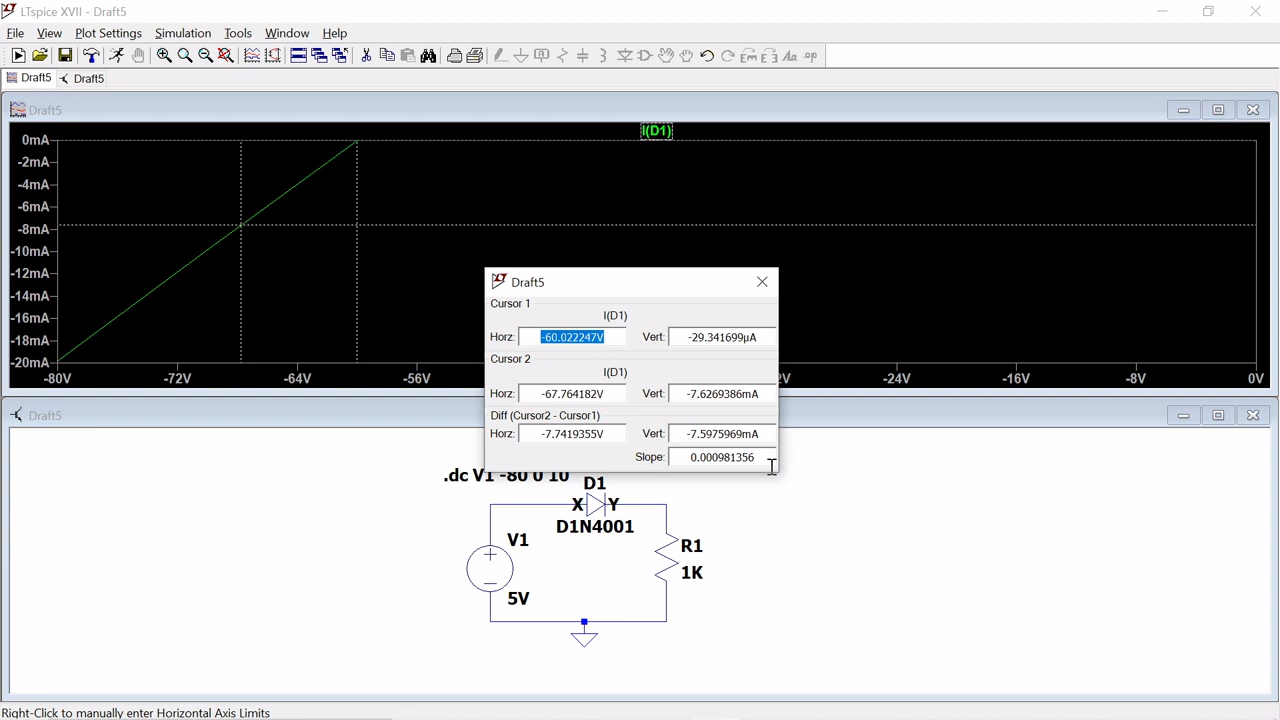 LTspice XVII - Draft5
File View Plot Settings Simulation Tools Window Help
Draft5 Draft5
Draft5
I(D1)
0mA
-2mA
-4mA
-6mA
-8mA
-10mA
-12mA
-14mA
-16mA
-18mA
-20mA
-80V -72V -64V -56V -24V -16V -8V 0V
Draft5
Cursor 1
I(D1)
Horz: -60.022247V Vert: -29.341699µA
Cursor 2
I(D1)
Horz: -67.764182V Vert: -7.6269386mA
Diff (Cursor2 - Cursor1)
Horz: -7.7419355V Vert: -7.5975969mA
Slope: 0.000981356
Draft5
.dc V1 -80 0 10
D1
X Y
D1N4001
V1
R1
1K
5V
Right-Click to manually enter Horizontal Axis Limits